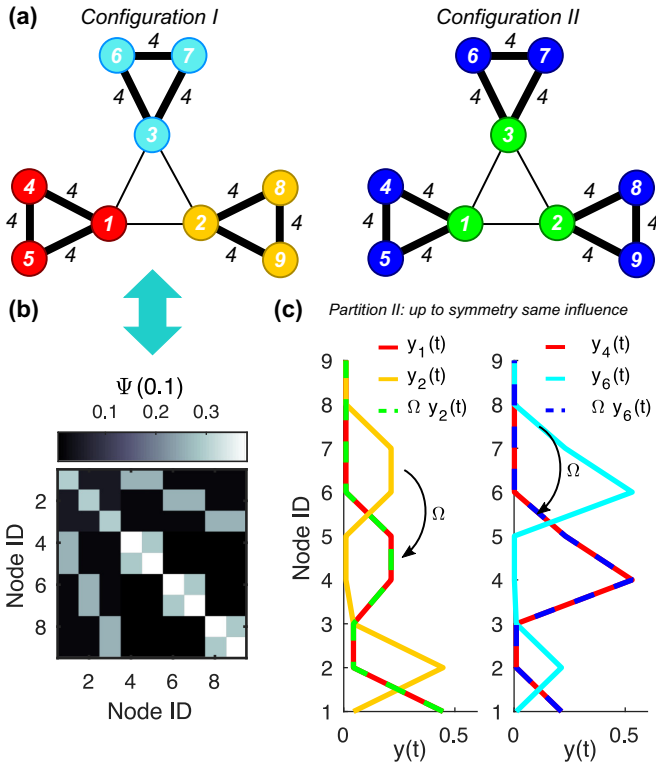 (a)
Configuration I
Configuration II
4
6
7
4
4
3
4
4
4
5
1
4
4
8
4
9
2
4
4
6
7
4
4
3
4
4
4
5
1
4
4
8
4
9
2
4
(b)
Ψ (0.1)
0.1 0.2 0.3
Node ID
2
4
6
8
2 4 6 8
Node ID
(c)
Partition II: up to symmetry same influence
y1(t)
y2(t)
Ω y2(t)
y4(t)
y6(t)
Ω y6(t)
Node ID
9
8
7
6
5
4
3
2
1
Ω
Ω
0 0.5
y(t)
0 0.5
y(t)